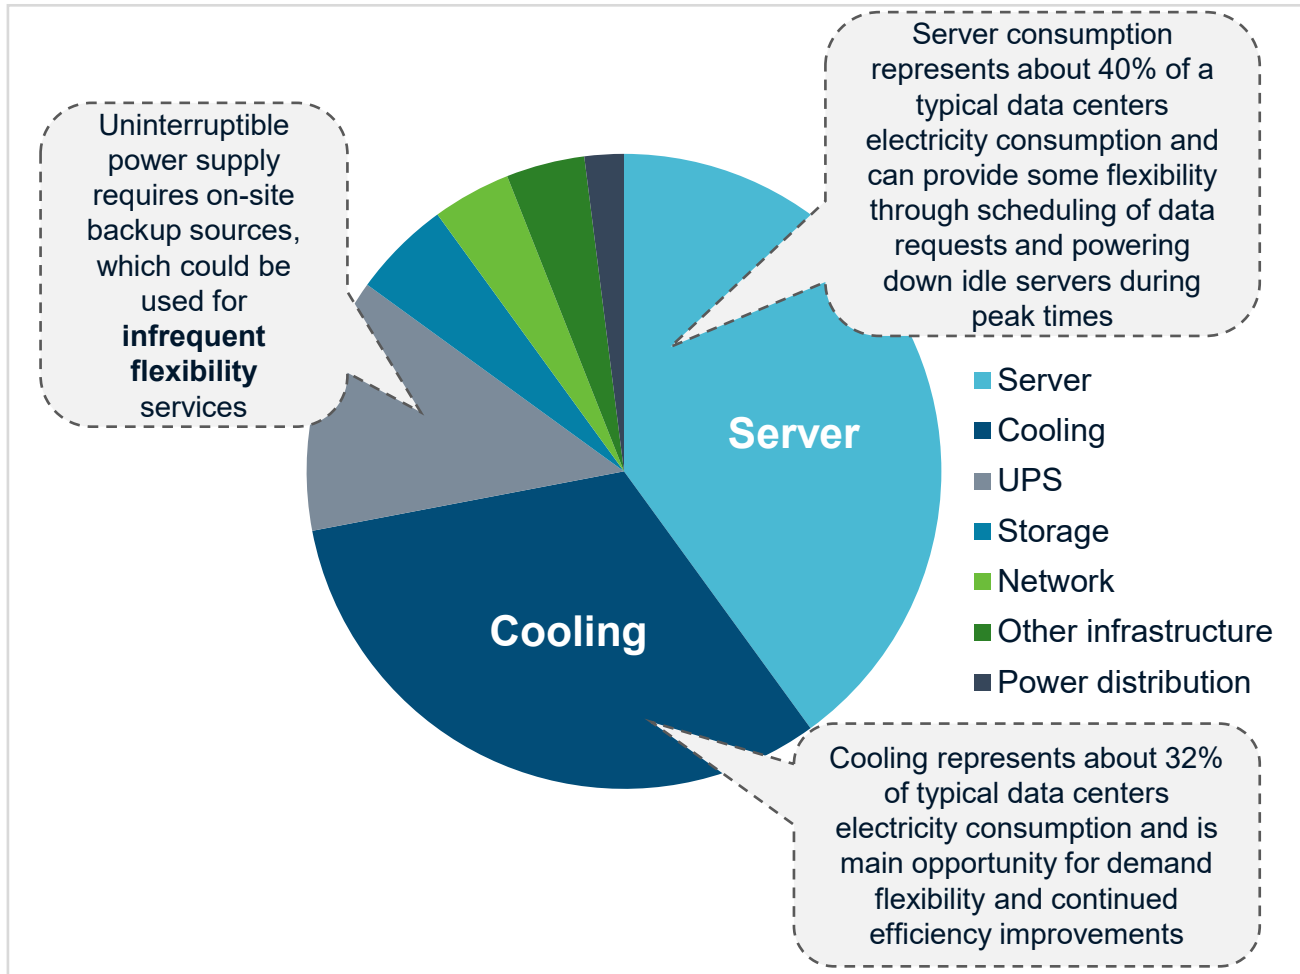 Server consumption
represents about 40% of a
typical data centers
electricity consumption and
can provide some flexibility
through scheduling of data
requests and powering
down idle servers during
peak times
Uninterruptible
power supply
requires on-site
backup sources,
which could be
used for
infrequent
flexibility
services
Server
Cooling
Server
Cooling
UPS
Storage
Network
Other infrastructure
Power distribution
Cooling represents about 32%
of typical data centers
electricity consumption and is
main opportunity for demand
flexibility and continued
efficiency improvements